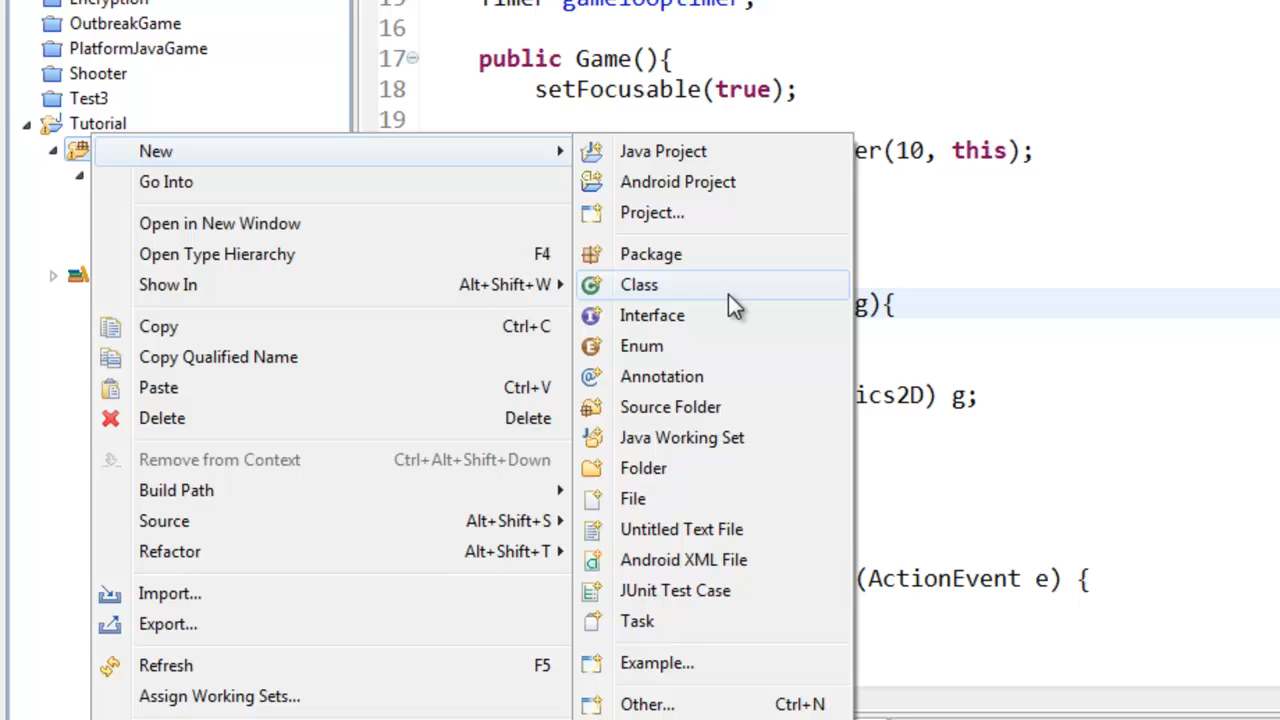 Encryption
OutbreakGame
PlatformJavaGame
Shooter
Test3
Tutorial
New
Go Into
Open in New Window
Open Type Hierarchy F4
Show In Alt+Shift+W
Copy Ctrl+C
Copy Qualified Name
Paste Ctrl+V
Delete Delete
Remove from Context Ctrl+Alt+Shift+Down
Build Path
Source Alt+Shift+S
Refactor Alt+Shift+T
Import...
Export...
Refresh F5
Assign Working Sets...
Java Project
Android Project
Project...
Package
Class
Interface
Enum
Annotation
Source Folder
Java Working Set
Folder
File
Untitled Text File
Android XML File
JUnit Test Case
Task
Example...
Other... Ctrl+N
15 Timer gamelooptimer;
16
17 public Game(){
18 setFocusable(true);
19
er(10, this);
g){
ics2D) g;
(ActionEvent e) {